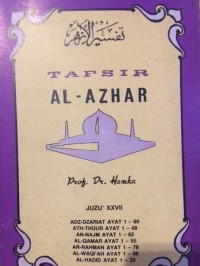 تفسير الأزهر
TAFSIR
AL-AZHAR
Prof. Dr. Hamka
JUZU' XXVII
ADZ-DZARIAT AYAT 1 - 60
ATH-THUUR AYAT 1 - 49
AN-NAJM AYAT 1 - 62
AL-QAMAR AYAT 1 - 55
AR-RAHMAN AYAT 1 - 78
AL-WAQI'AH AYAT 1 - 96
AL-HADID AYAT 1 - 29